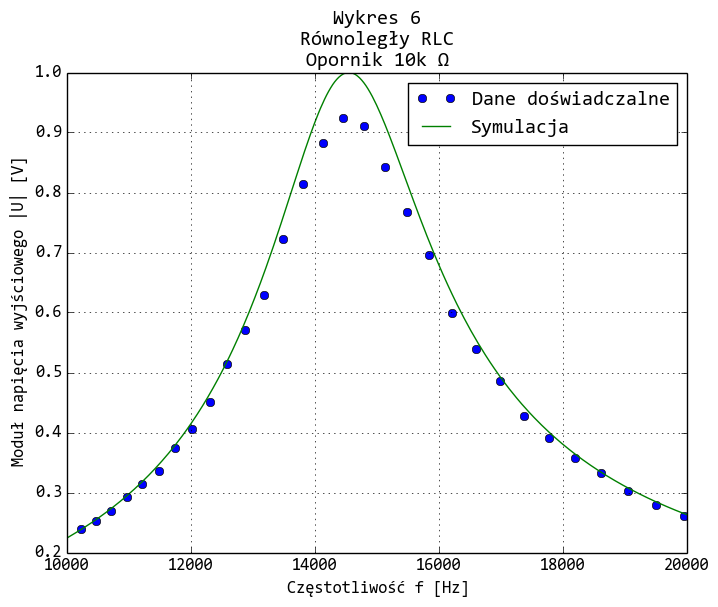 Wykres 6
Równoległy RLC
Opornik 10k Ω
Dane doświadczalne
Symulacja
Moduł napięcia wyjściowego |U| [V]
1.0
0.9
0.8
0.7
0.6
0.5
0.4
0.3
0.2
10000 12000 14000 16000 18000 20000
Częstotliwość f [Hz]